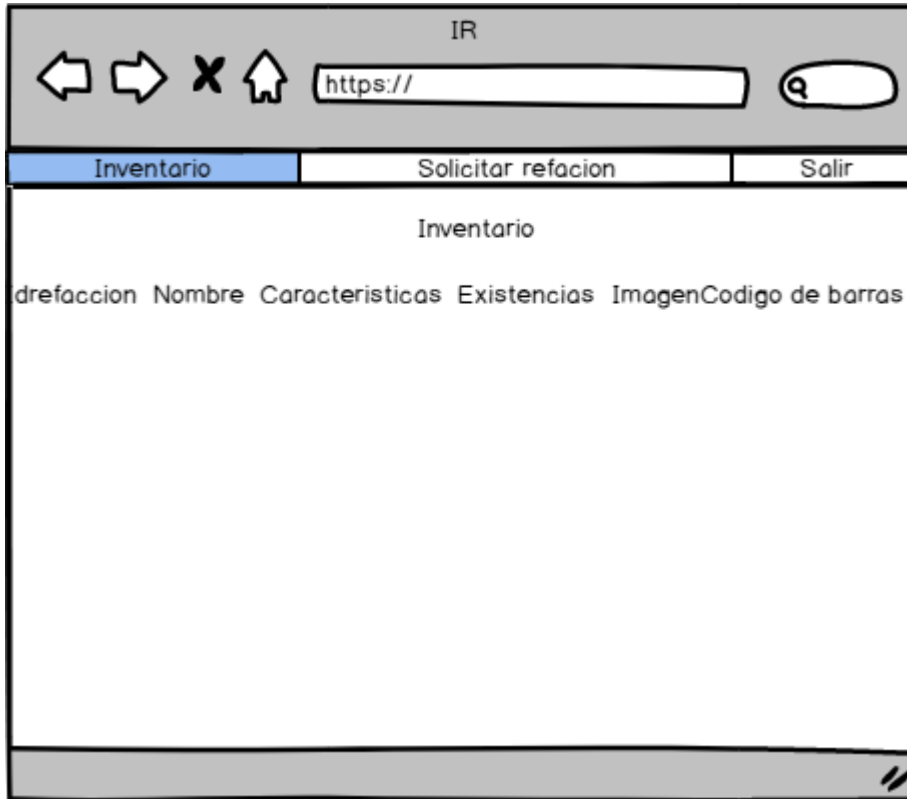 IR
https://
Inventario Solicitar refacion Salir
Inventario
drefaccion Nombre Caracteristicas Existencias ImagenCodigo de barras